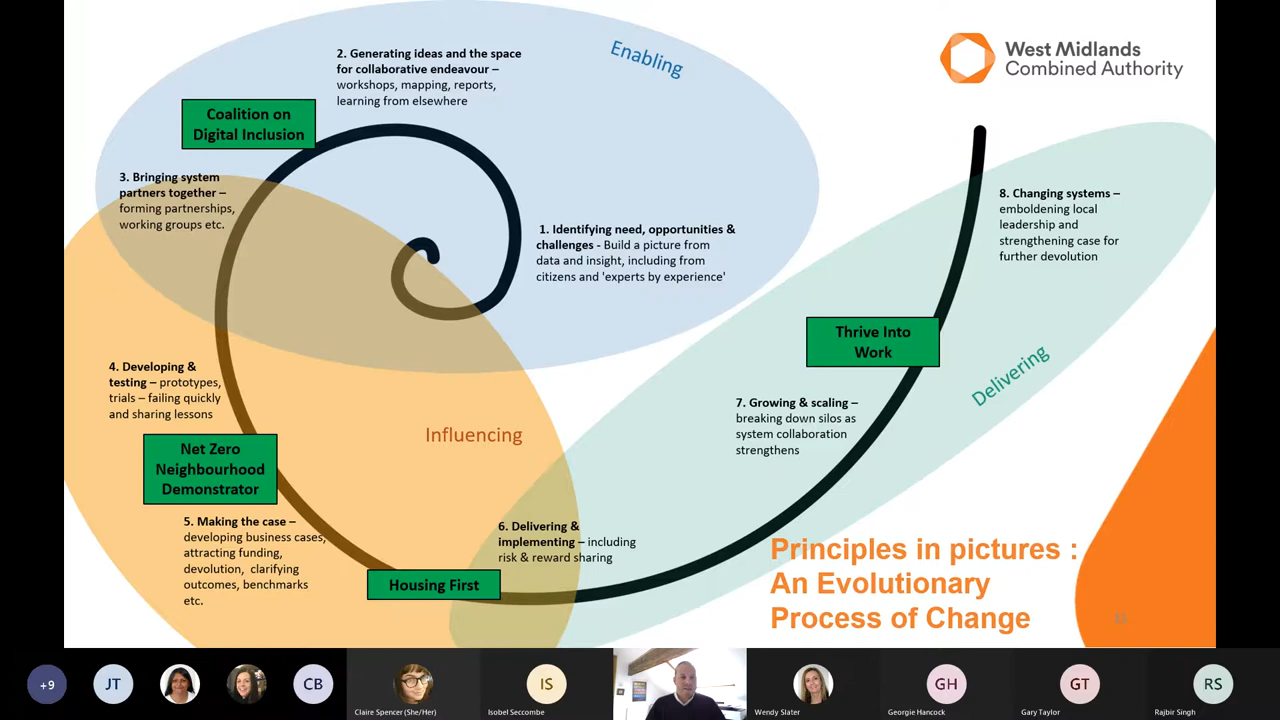 West Midlands
Combined Authority
Enabling
2. Generating ideas and the space
for collaborative endeavour –
workshops, mapping, reports,
learning from elsewhere
Coalition on
Digital Inclusion
3. Bringing system
partners together –
forming partnerships,
working groups etc.
1. Identifying need, opportunities &
challenges - Build a picture from
data and insight, including from
citizens and 'experts by experience'
8. Changing systems –
emboldening local
leadership and
strengthening case for
further devolution
Thrive Into
Work
Delivering
4. Developing &
testing – prototypes,
trials – failing quickly
and sharing lessons
7. Growing & scaling –
breaking down silos as
system collaboration
strengthens
Influencing
Net Zero
Neighbourhood
Demonstrator
5. Making the case –
developing business cases,
attracting funding,
devolution, clarifying
outcomes, benchmarks
etc.
6. Delivering &
implementing – including
risk & reward sharing
Housing First
Principles in pictures :
An Evolutionary
Process of Change
+9
JT
CB
IS
GH
GT
RS
Claire Spencer (She/Her)
Isobel Seccombe
Wendy Slater
Georgie Hancock
Gary Taylor
Rajbir Singh